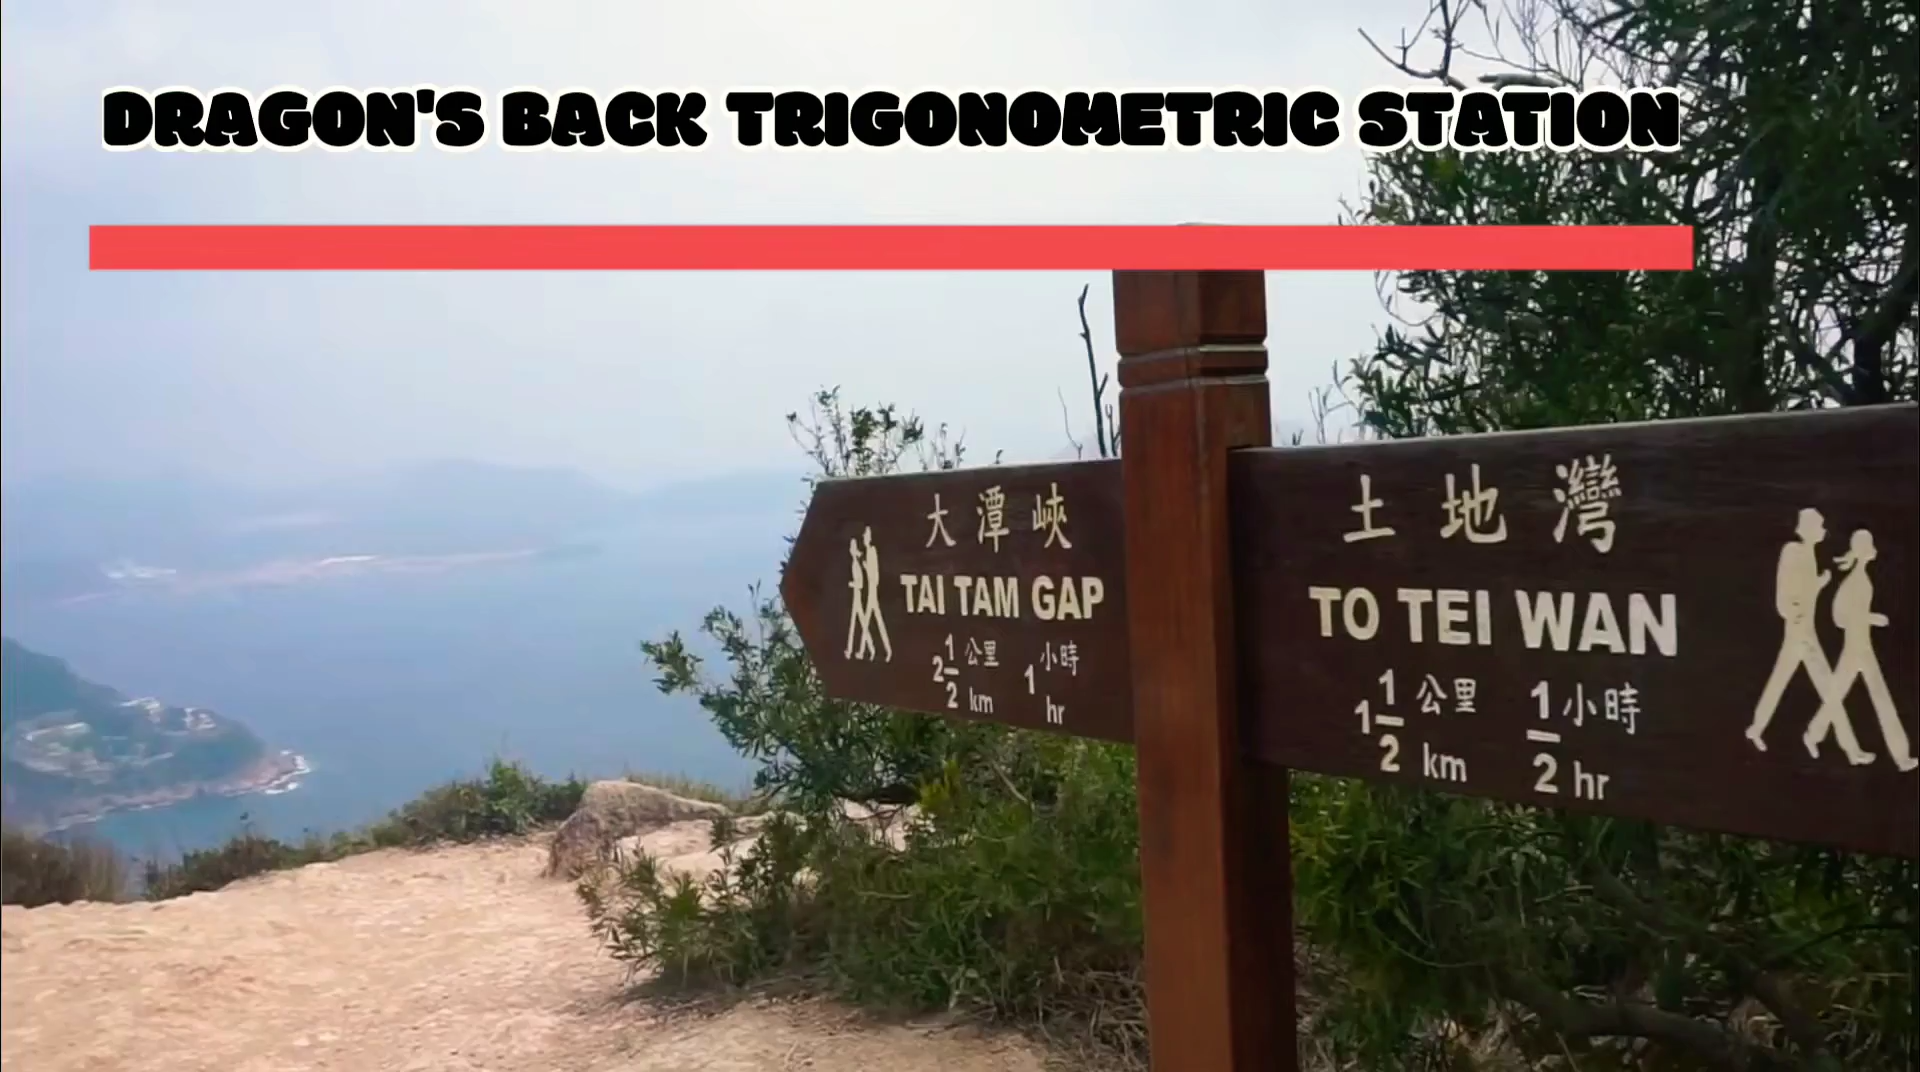 DRAGON'S BACK TRIGONOMETRIC STATION
大潭峽
TAI TAM GAP
2 1/2 公里 km 1 小時 hr
土地灣
TO TEI WAN
1 1/2 公里 km 1/2 小時 hr